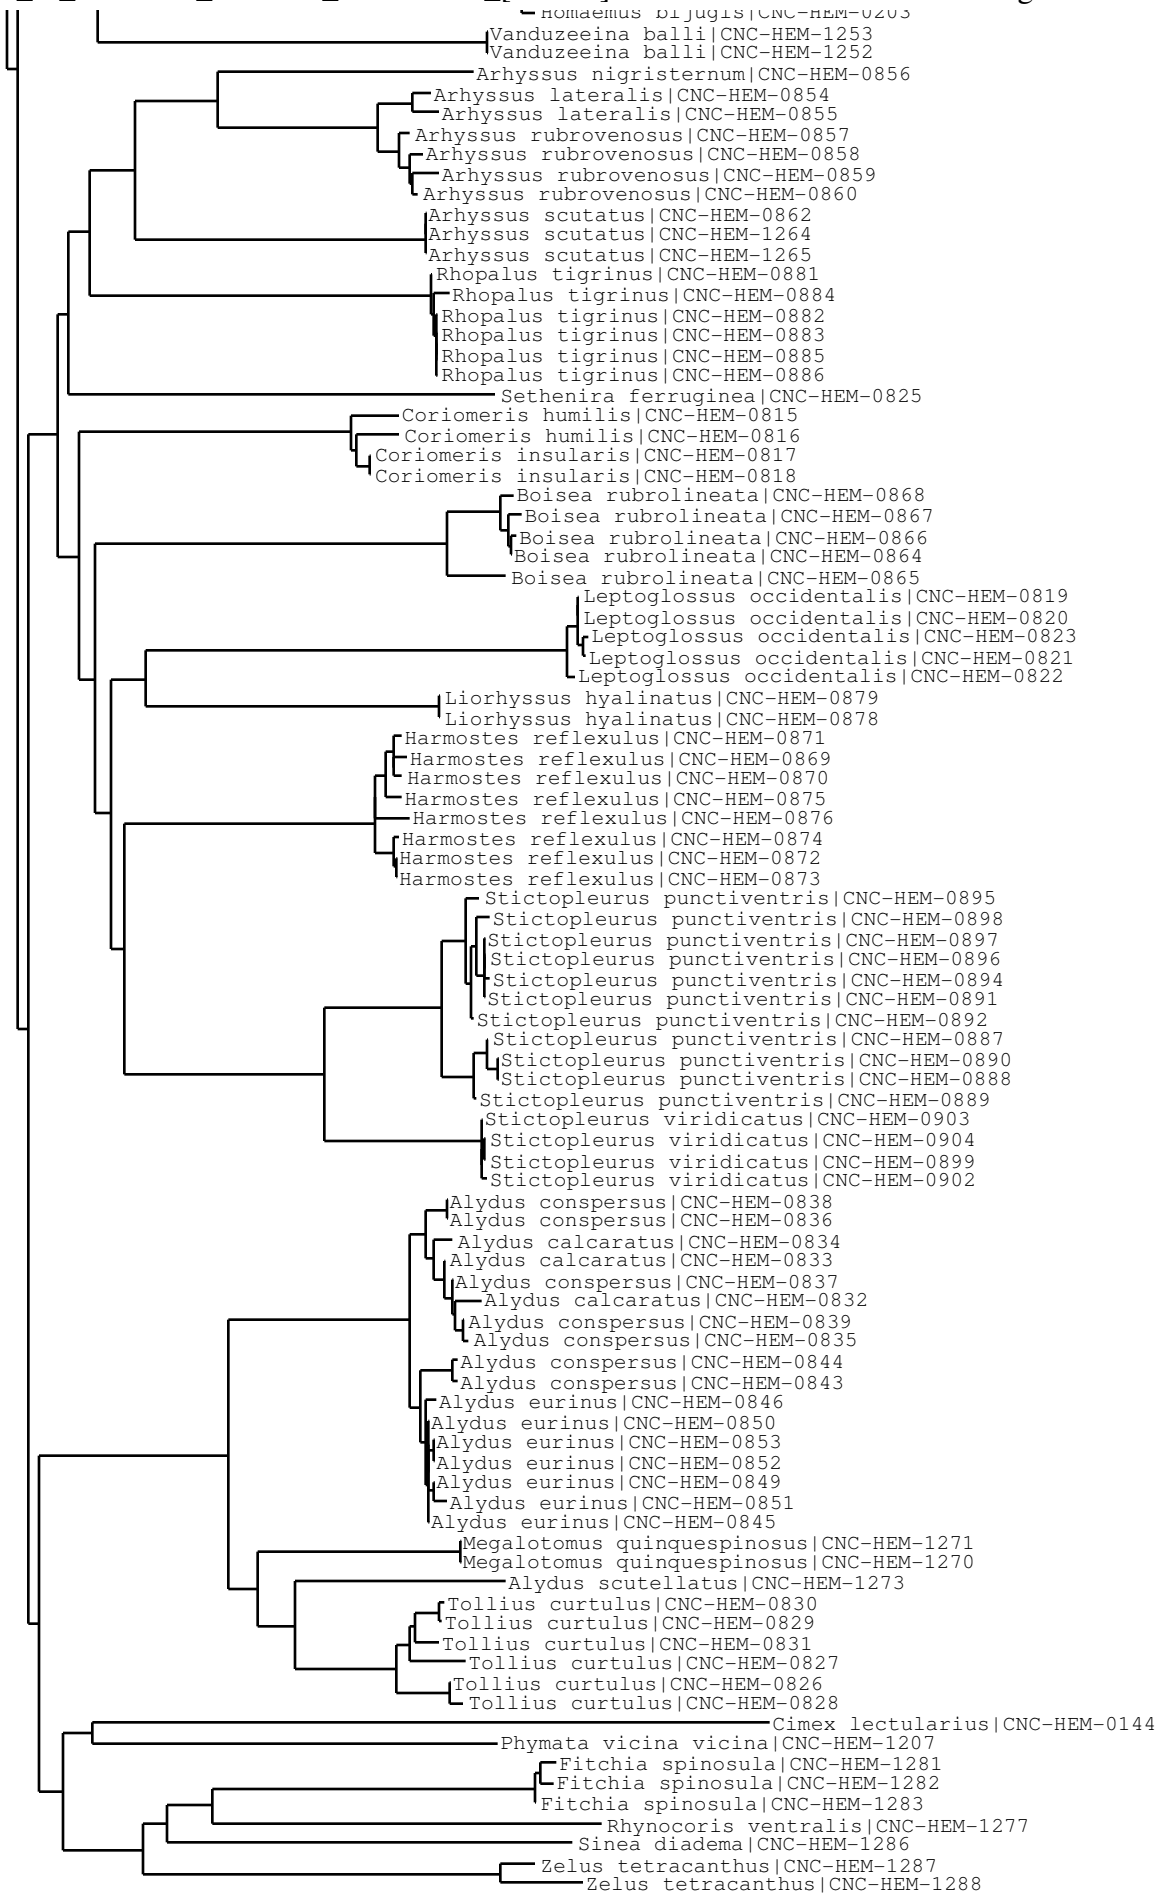 Homaemus bijugis|CNC-HEM-0203
Vanduzeeina balli|CNC-HEM-1253
Vanduzeeina balli|CNC-HEM-1252
Arhyssus nigristernum|CNC-HEM-0856
Arhyssus lateralis|CNC-HEM-0854
Arhyssus lateralis|CNC-HEM-0855
Arhyssus rubrovenosus|CNC-HEM-0857
Arhyssus rubrovenosus|CNC-HEM-0858
Arhyssus rubrovenosus|CNC-HEM-0859
Arhyssus rubrovenosus|CNC-HEM-0860
Arhyssus scutatus|CNC-HEM-0862
Arhyssus scutatus|CNC-HEM-1264
Arhyssus scutatus|CNC-HEM-1265
Rhopalus tigrinus|CNC-HEM-0881
Rhopalus tigrinus|CNC-HEM-0884
Rhopalus tigrinus|CNC-HEM-0882
Rhopalus tigrinus|CNC-HEM-0883
Rhopalus tigrinus|CNC-HEM-0885
Rhopalus tigrinus|CNC-HEM-0886
Sethenira ferruginea|CNC-HEM-0825
Coriomeris humilis|CNC-HEM-0815
Coriomeris humilis|CNC-HEM-0816
Coriomeris insularis|CNC-HEM-0817
Coriomeris insularis|CNC-HEM-0818
Boisea rubrolineata|CNC-HEM-0868
Boisea rubrolineata|CNC-HEM-0867
Boisea rubrolineata|CNC-HEM-0866
Boisea rubrolineata|CNC-HEM-0864
Boisea rubrolineata|CNC-HEM-0865
Leptoglossus occidentalis|CNC-HEM-0819
Leptoglossus occidentalis|CNC-HEM-0820
Leptoglossus occidentalis|CNC-HEM-0823
Leptoglossus occidentalis|CNC-HEM-0821
Leptoglossus occidentalis|CNC-HEM-0822
Liorhyssus hyalinatus|CNC-HEM-0879
Liorhyssus hyalinatus|CNC-HEM-0878
Harmostes reflexulus|CNC-HEM-0871
Harmostes reflexulus|CNC-HEM-0869
Harmostes reflexulus|CNC-HEM-0870
Harmostes reflexulus|CNC-HEM-0875
Harmostes reflexulus|CNC-HEM-0876
Harmostes reflexulus|CNC-HEM-0874
Harmostes reflexulus|CNC-HEM-0872
Harmostes reflexulus|CNC-HEM-0873
Stictopleurus punctiventris|CNC-HEM-0895
Stictopleurus punctiventris|CNC-HEM-0898
Stictopleurus punctiventris|CNC-HEM-0897
Stictopleurus punctiventris|CNC-HEM-0896
Stictopleurus punctiventris|CNC-HEM-0894
Stictopleurus punctiventris|CNC-HEM-0891
Stictopleurus punctiventris|CNC-HEM-0892
Stictopleurus punctiventris|CNC-HEM-0887
Stictopleurus punctiventris|CNC-HEM-0890
Stictopleurus punctiventris|CNC-HEM-0888
Stictopleurus punctiventris|CNC-HEM-0889
Stictopleurus viridicatus|CNC-HEM-0903
Stictopleurus viridicatus|CNC-HEM-0904
Stictopleurus viridicatus|CNC-HEM-0899
Stictopleurus viridicatus|CNC-HEM-0902
Alydus conspersus|CNC-HEM-0838
Alydus conspersus|CNC-HEM-0836
Alydus calcaratus|CNC-HEM-0834
Alydus calcaratus|CNC-HEM-0833
Alydus conspersus|CNC-HEM-0837
Alydus calcaratus|CNC-HEM-0832
Alydus conspersus|CNC-HEM-0839
Alydus conspersus|CNC-HEM-0835
Alydus conspersus|CNC-HEM-0844
Alydus conspersus|CNC-HEM-0843
Alydus eurinus|CNC-HEM-0846
Alydus eurinus|CNC-HEM-0850
Alydus eurinus|CNC-HEM-0853
Alydus eurinus|CNC-HEM-0852
Alydus eurinus|CNC-HEM-0849
Alydus eurinus|CNC-HEM-0851
Alydus eurinus|CNC-HEM-0845
Megalotomus quinquespinosus|CNC-HEM-1271
Megalotomus quinquespinosus|CNC-HEM-1270
Alydus scutellatus|CNC-HEM-1273
Tollius curtulus|CNC-HEM-0830
Tollius curtulus|CNC-HEM-0829
Tollius curtulus|CNC-HEM-0831
Tollius curtulus|CNC-HEM-0827
Tollius curtulus|CNC-HEM-0826
Tollius curtulus|CNC-HEM-0828
Cimex lectularius|CNC-HEM-0144
Phymata vicina vicina|CNC-HEM-1207
Fitchia spinosula|CNC-HEM-1281
Fitchia spinosula|CNC-HEM-1282
Fitchia spinosula|CNC-HEM-1283
Rhynocoris ventralis|CNC-HEM-1277
Sinea diadema|CNC-HEM-1286
Zelus tetracanthus|CNC-HEM-1287
Zelus tetracanthus|CNC-HEM-1288